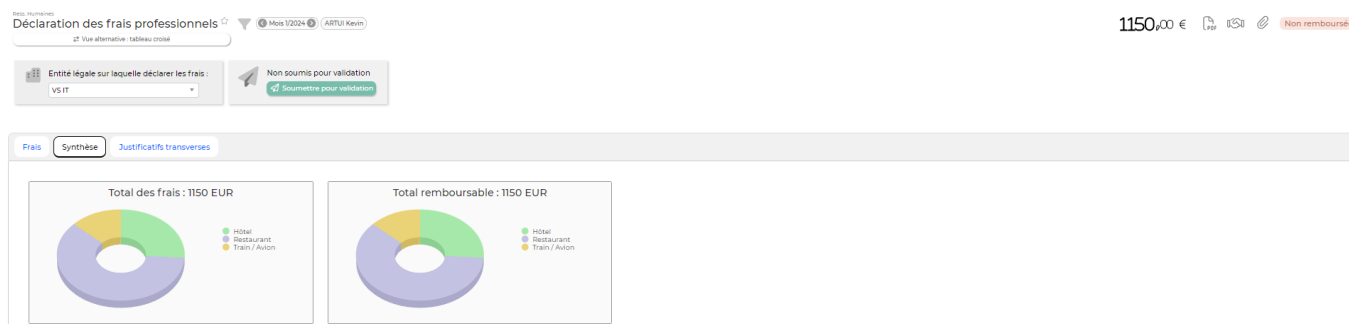 Ress. Humaines
Déclaration des frais professionnels
Mois 1/2024
ARTUI Kevin
1150,00 €
PDF
Non remboursée
Vue alternative : tableau croisé
Entité légale sur laquelle déclarer les frais :
VS IT
Non soumis pour validation
Soumettre pour validation
Frais
Synthèse
Justificatifs transverses
Total des frais : 1150 EUR
Hôtel
Restaurant
Train / Avion
Total remboursable : 1150 EUR
Hôtel
Restaurant
Train / Avion